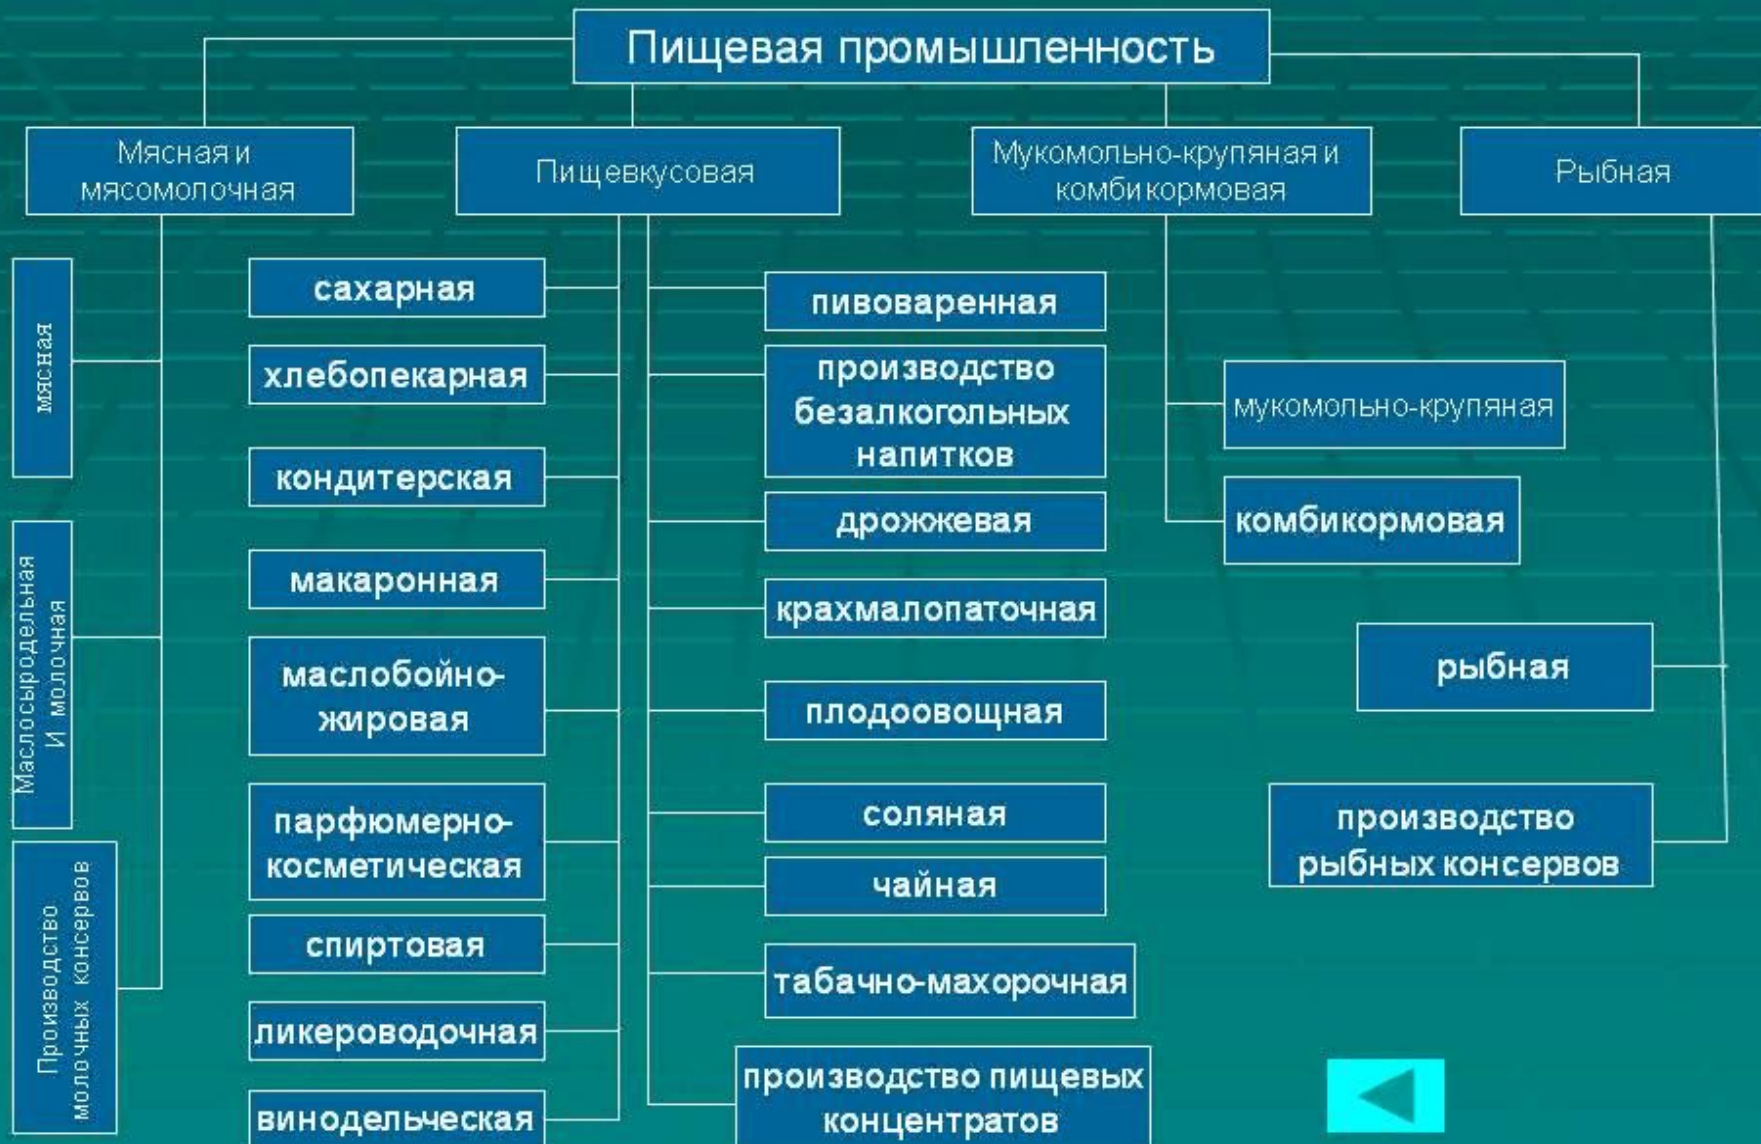 Пищевая промышленность
Мясная и
мясомолочная
Пищевкусовая
Мукомольно-крупяная и
комбикормовая
Рыбная
мясная
Маслосыродельная
И молочная
Производство
молочных консервов
сахарная
хлебопекарная
кондитерская
макаронная
маслобойно-
жировая
парфюмерно-
косметическая
спиртовая
ликероводочная
винодельческая
пивоваренная
производство
безалкогольных
напитков
дрожжевая
крахмалопаточная
плодоовощная
соляная
чайная
табачно-махорочная
производство пищевых
концентратов
мукомольно-крупяная
комбикормовая
рыбная
производство
рыбных консервов